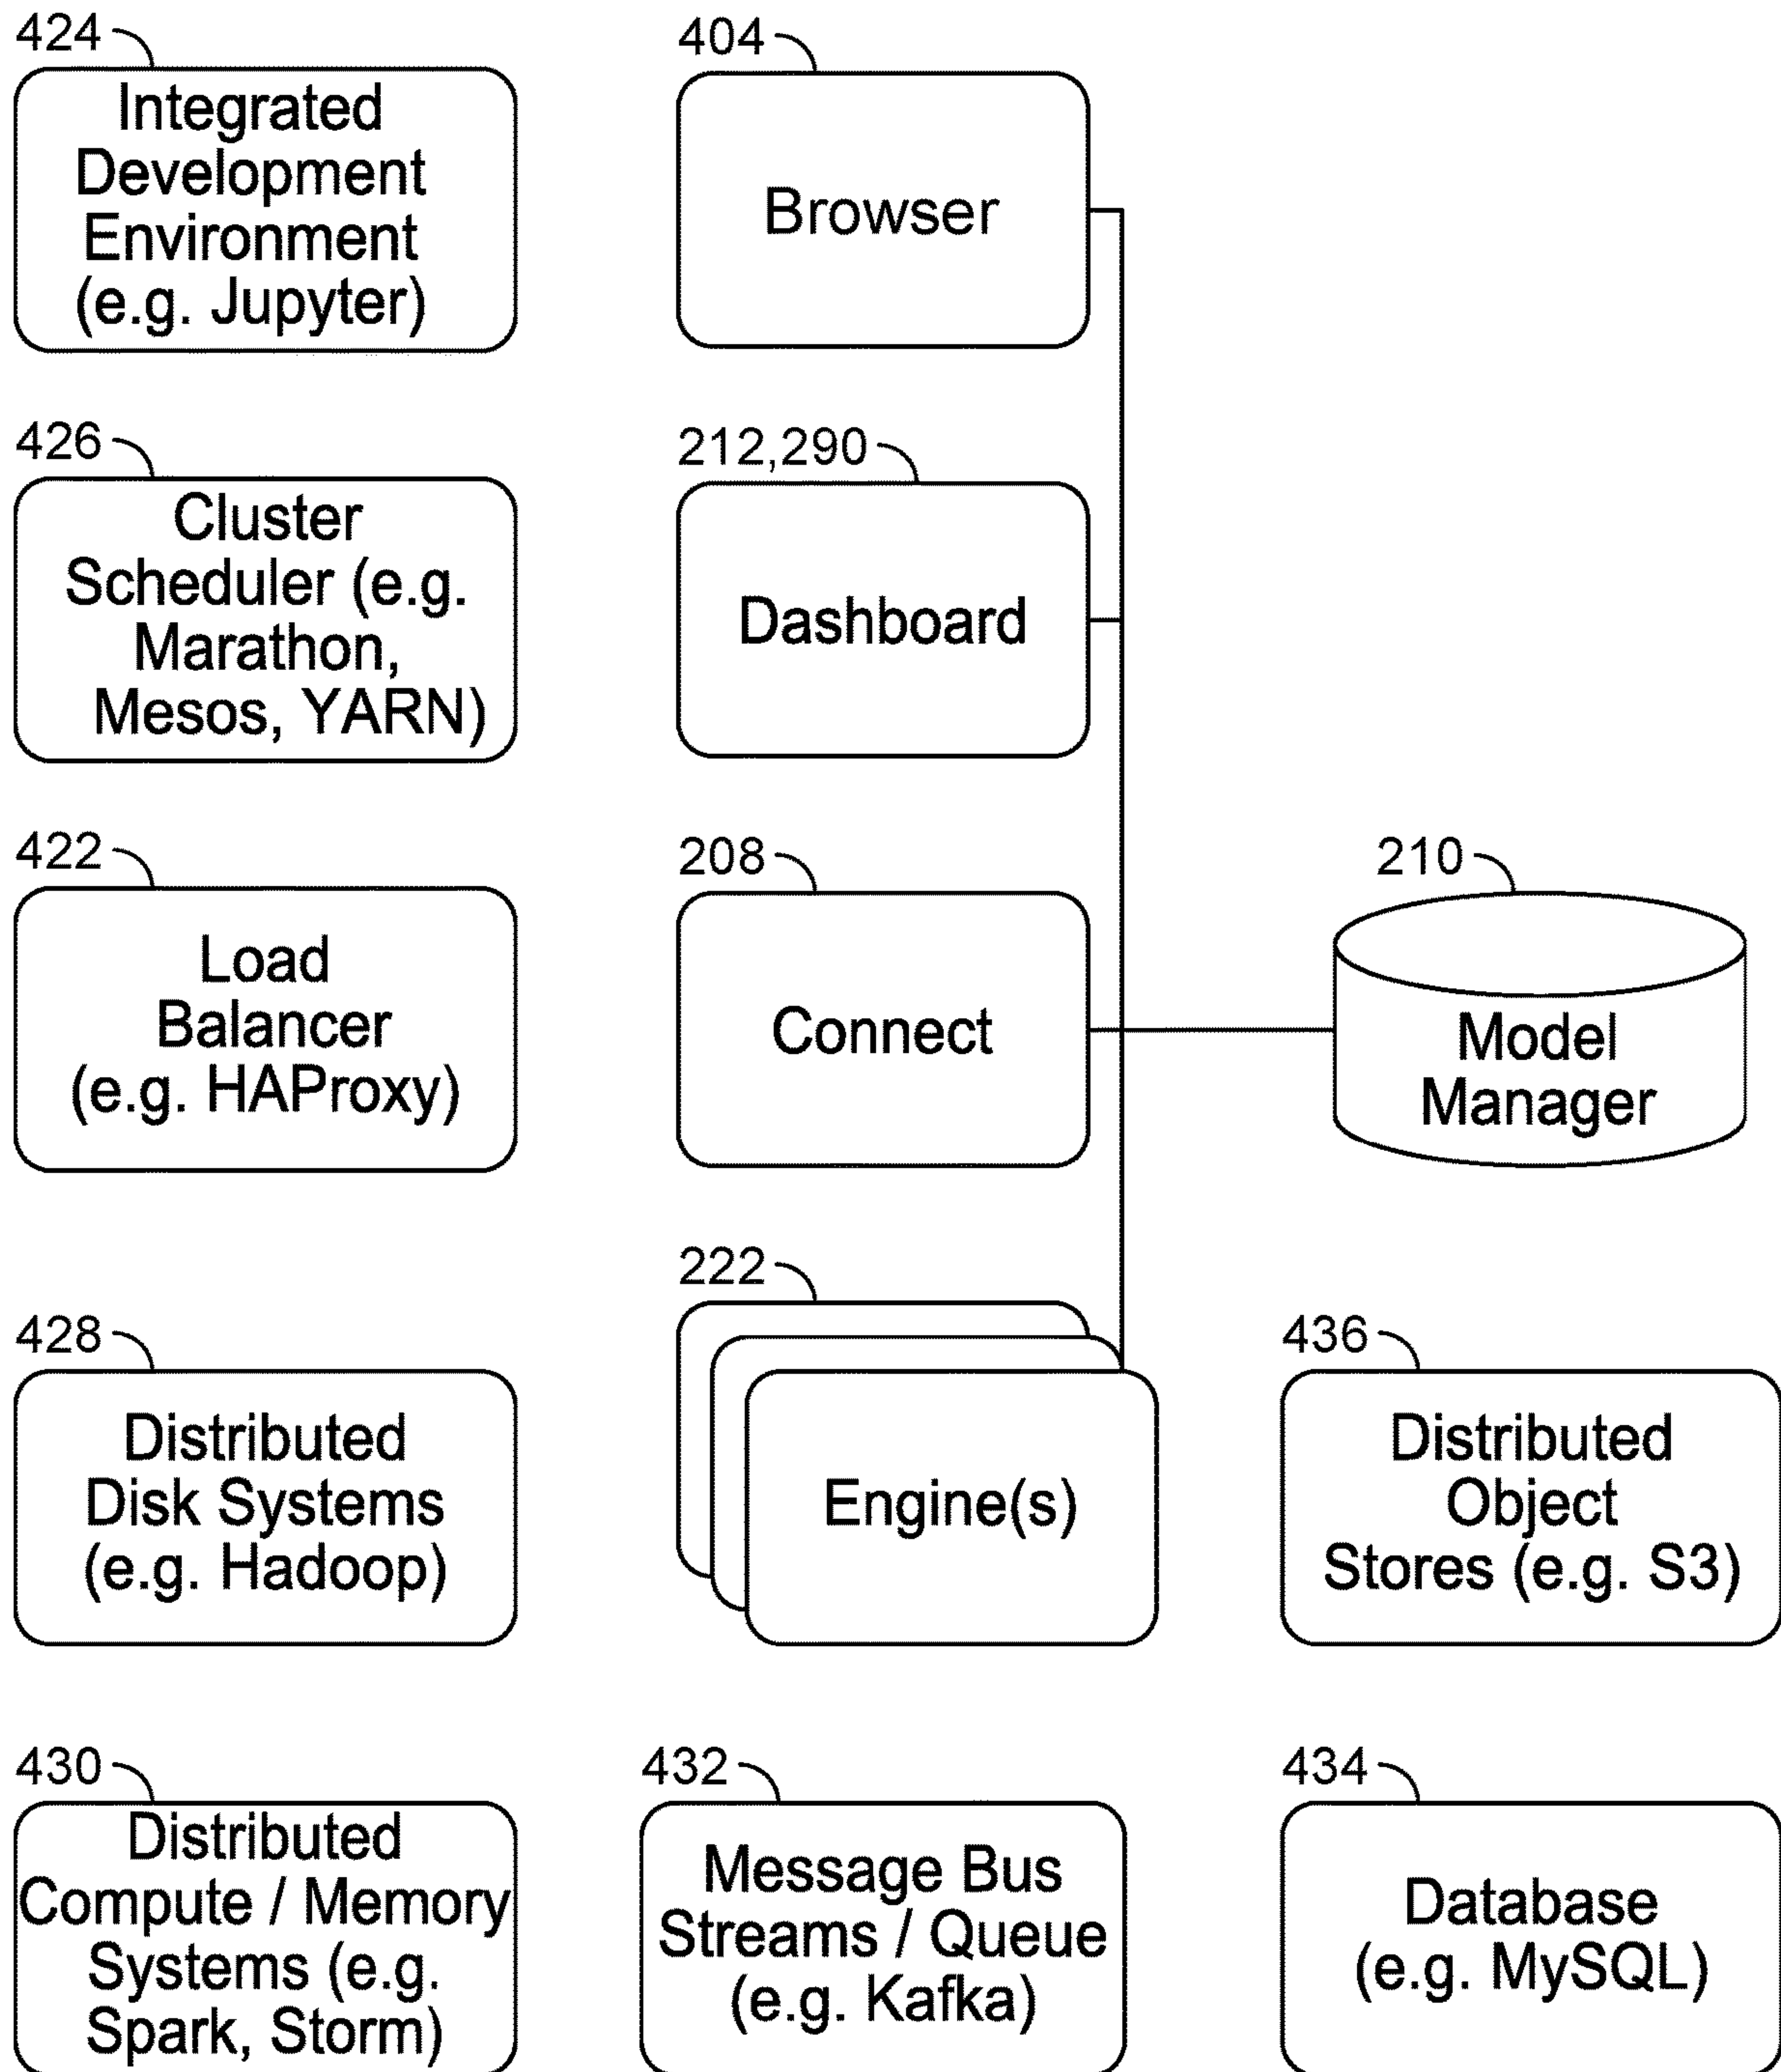 424
Integrated
Development
Environment
(e.g. Jupyter)
404
Browser
426
Cluster
Scheduler (e.g.
Marathon,
Mesos, YARN)
212,290
Dashboard
422
Load
Balancer
(e.g. HAProxy)
208
Connect
210
Model
Manager
428
Distributed
Disk Systems
(e.g. Hadoop)
222
Engine(s)
436
Distributed
Object
Stores (e.g. S3)
430
Distributed
Compute / Memory
Systems (e.g.
Spark, Storm)
432
Message Bus
Streams / Queue
(e.g. Kafka)
434
Database
(e.g. MySQL)